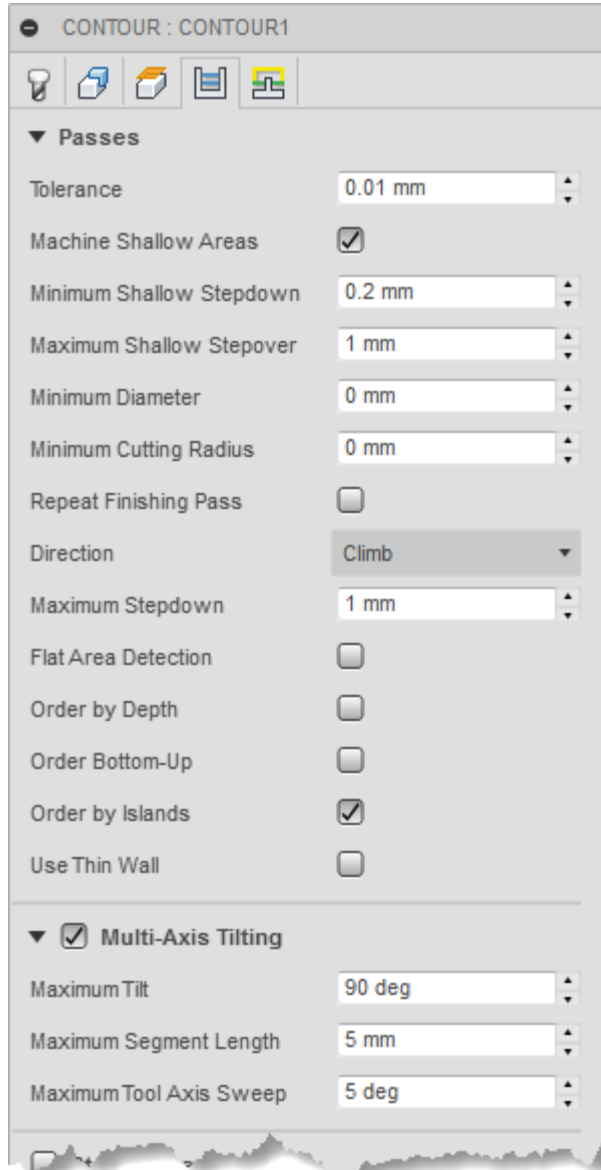 CONTOUR : CONTOUR1
Passes
Tolerance 0.01 mm
Machine Shallow Areas
Minimum Shallow Stepdown 0.2 mm
Maximum Shallow Stepover 1 mm
Minimum Diameter 0 mm
Minimum Cutting Radius 0 mm
Repeat Finishing Pass
Direction Climb
Maximum Stepdown 1 mm
Flat Area Detection
Order by Depth
Order Bottom-Up
Order by Islands
Use Thin Wall
Multi-Axis Tilting
Maximum Tilt 90 deg
Maximum Segment Length 5 mm
Maximum Tool Axis Sweep 5 deg